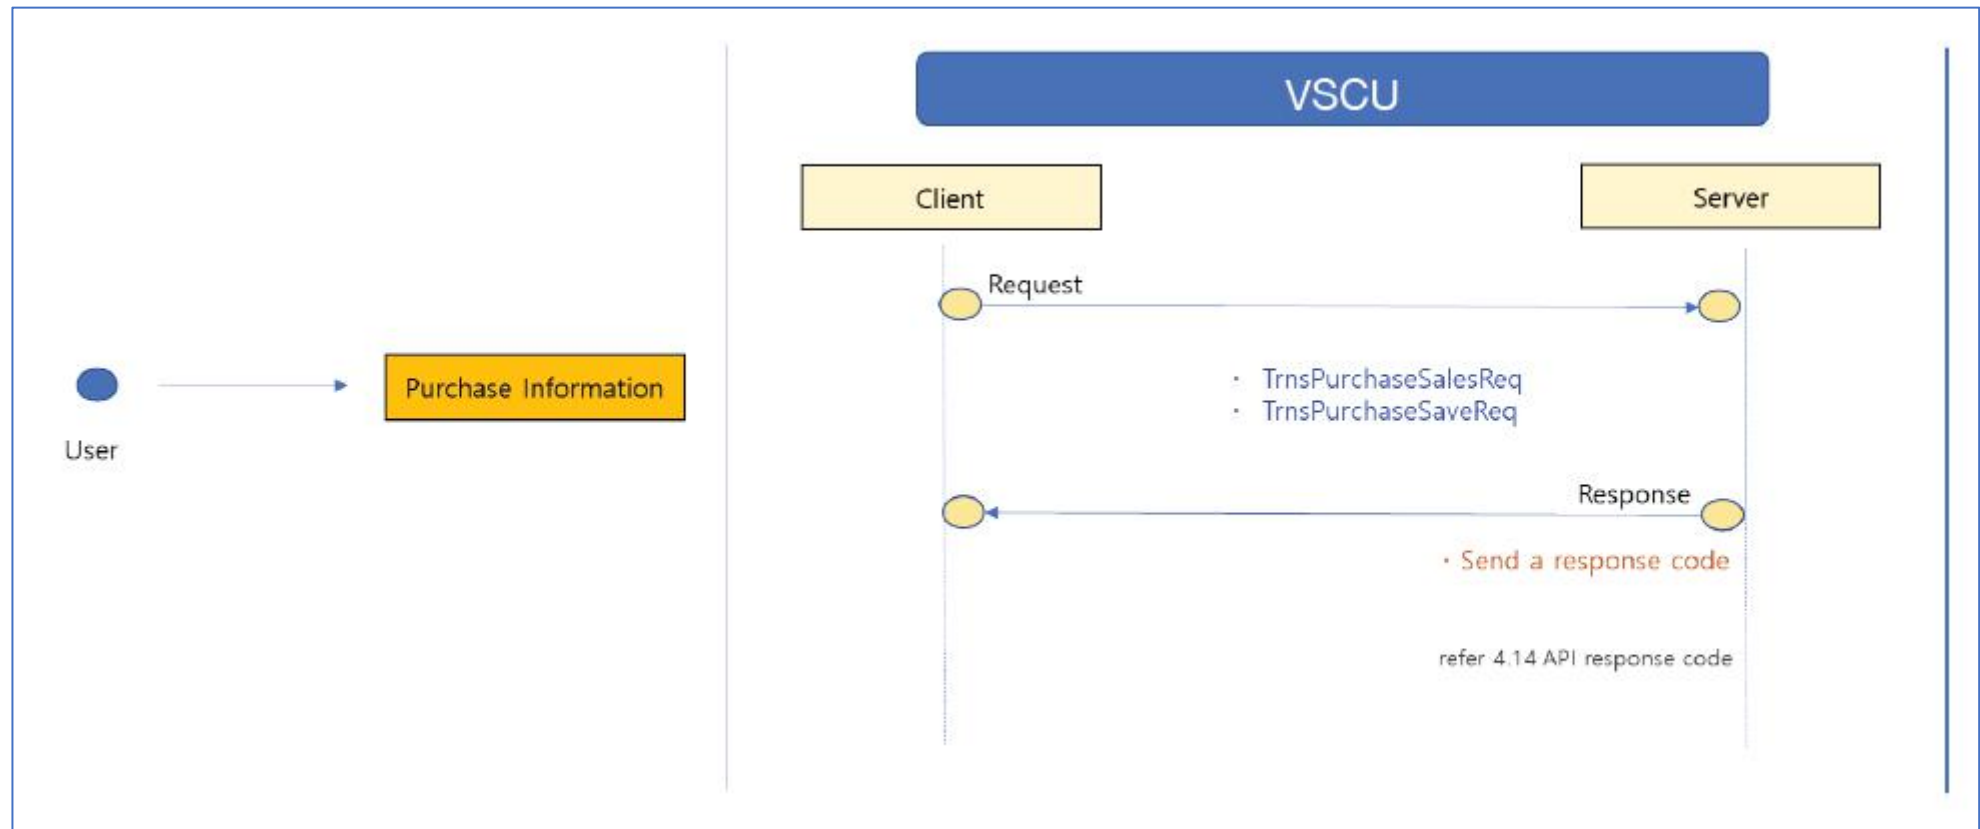 VSCU
Client
Server
Request
· TrnsPurchaseSalesReq
· TrnsPurchaseSaveReq
Purchase Information
User
Response
· Send a response code
refer 4.14 API response code